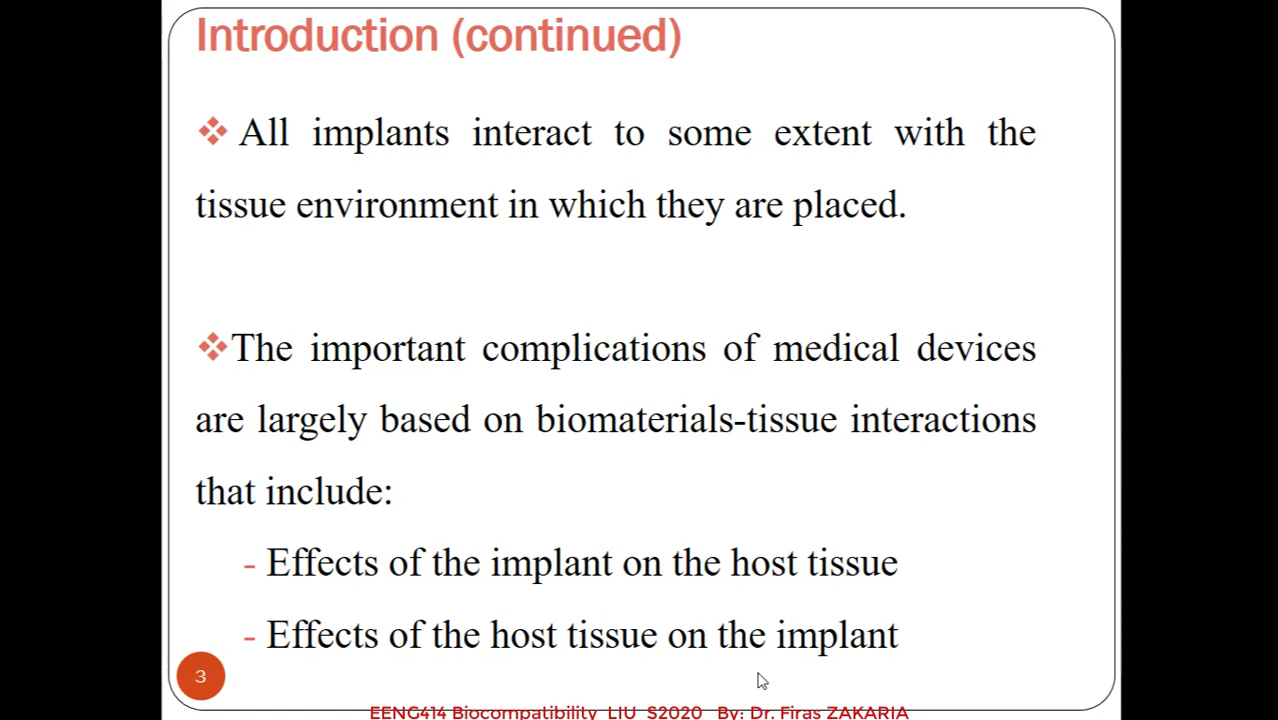 Introduction (continued)
All implants interact to some extent with the
tissue environment in which they are placed.
The important complications of medical devices
are largely based on biomaterials-tissue interactions
that include:
- Effects of the implant on the host tissue
- Effects of the host tissue on the implant
3
EENG414 Biocompatibility LIU S2020 By: Dr. Firas ZAKARIA